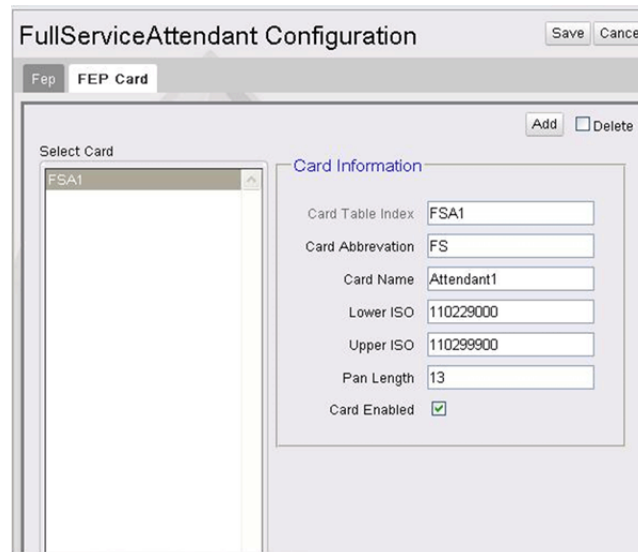 FullServiceAttendant Configuration
Save Cance
Fep FEP Card
Add Delete
Select Card
FSA1
Card Information
Card Table Index FSA1
Card Abbrevation FS
Card Name Attendant1
Lower ISO 110229000
Upper ISO 110299900
Pan Length 13
Card Enabled